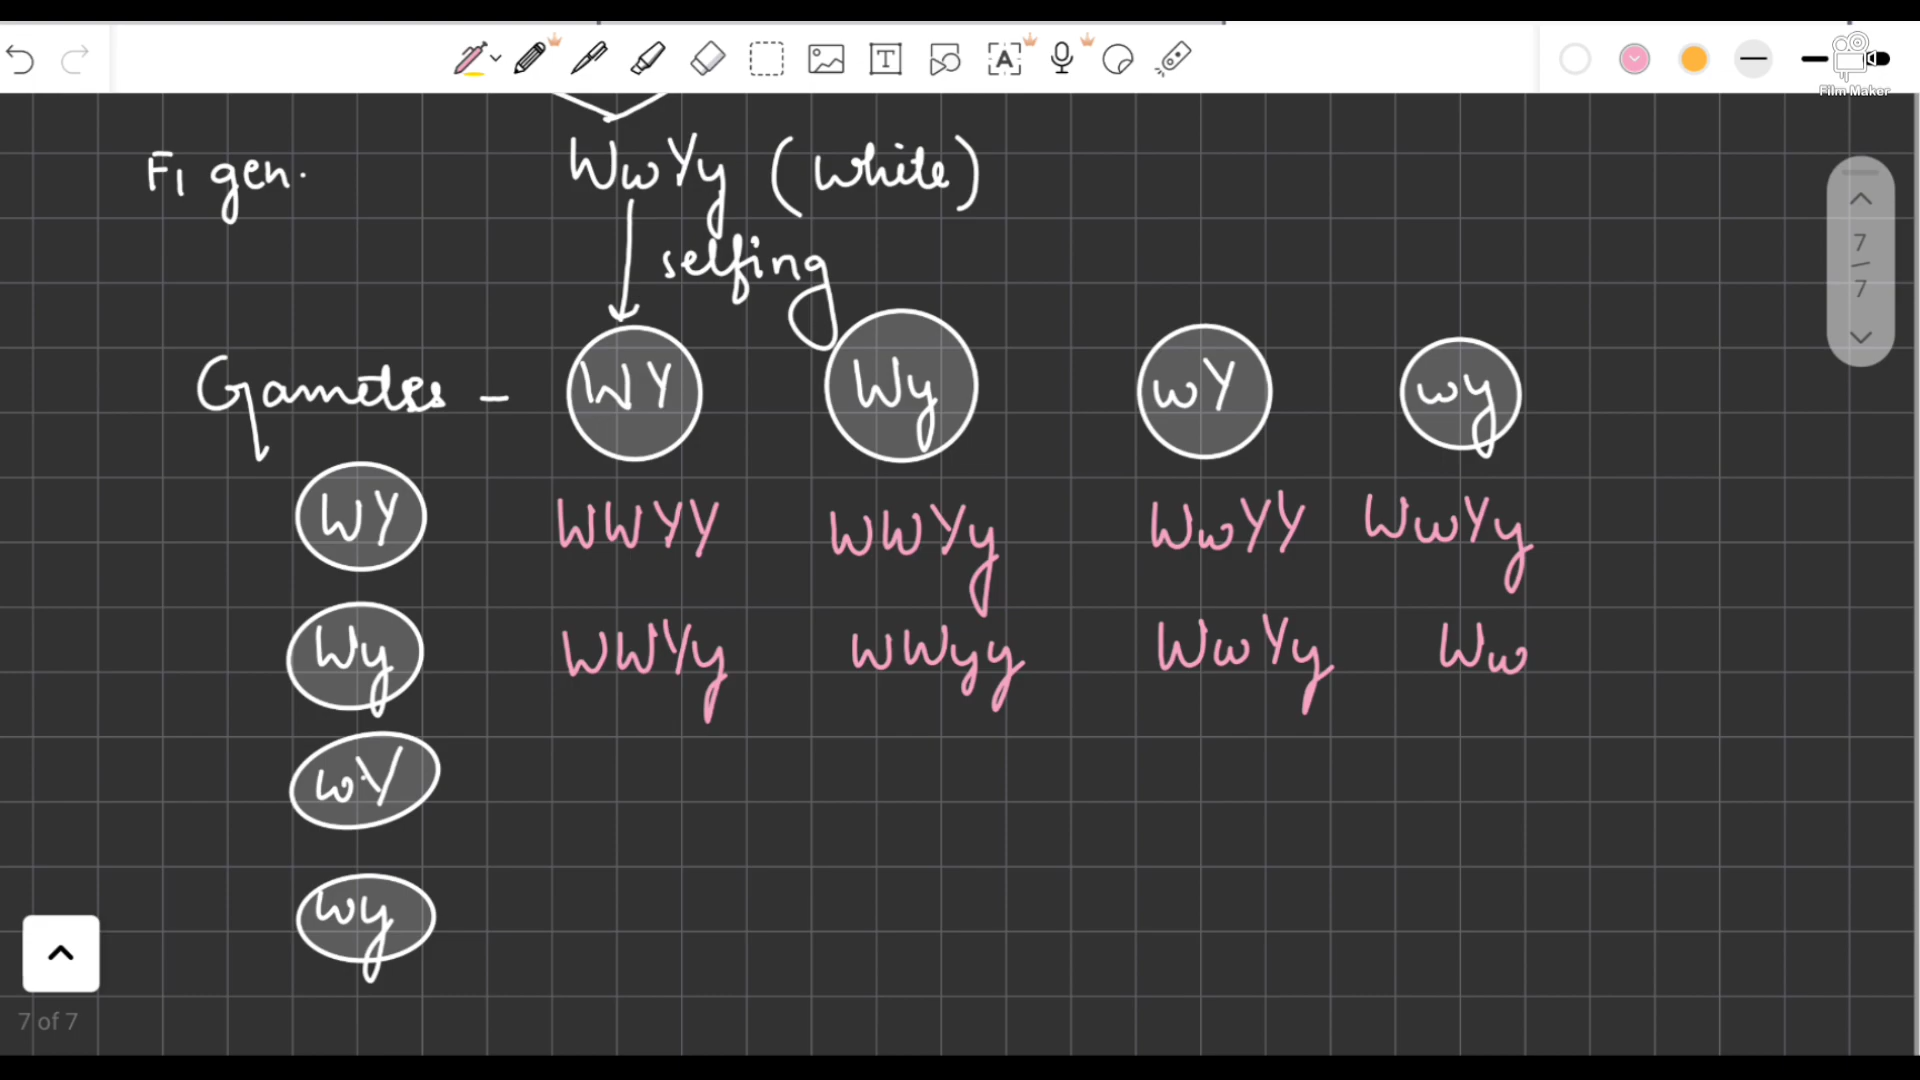 Film Maker
F1 gen.
WwYy (White)
selfing
Gametes - WY Wy wY wy
WY WWYY WWYy WwYY WwYy
Wy WWYy WWyy WwYy Ww
wY
wy
7
7
7 of 7